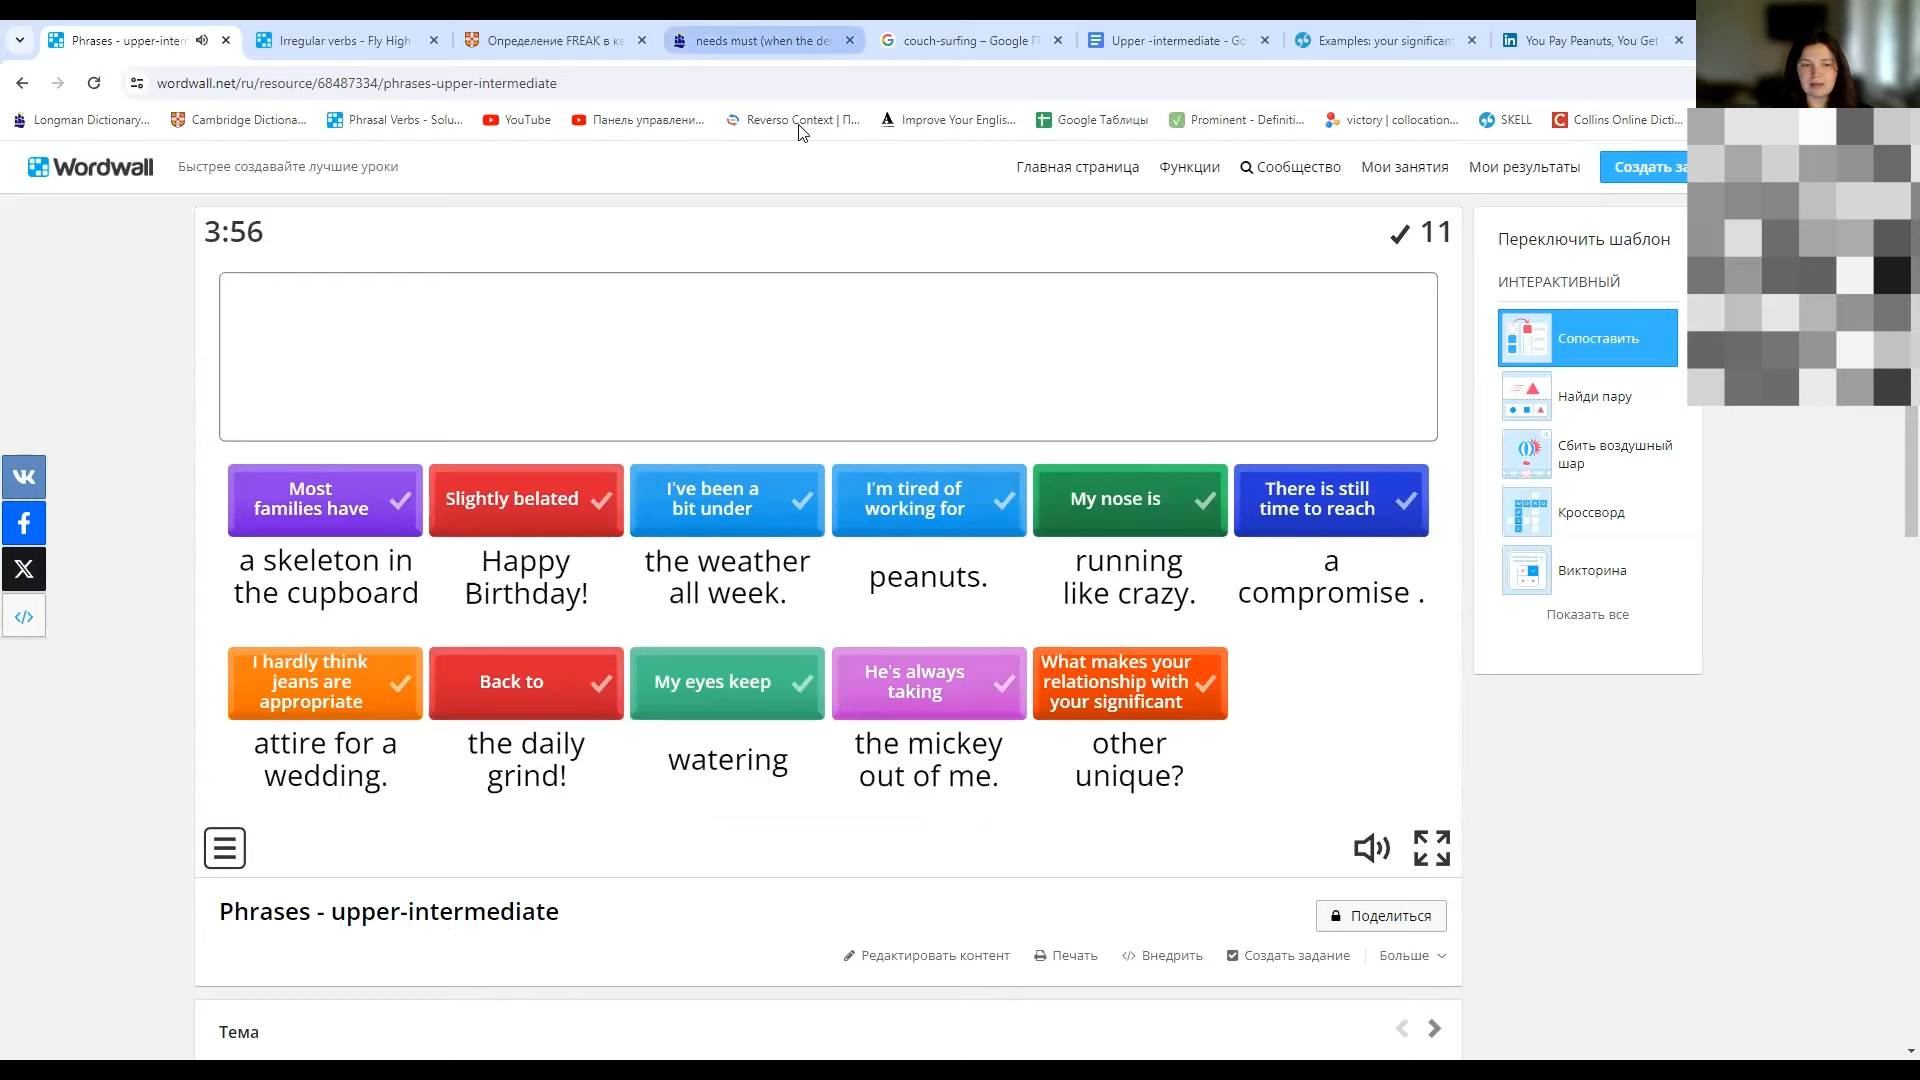 Phrases - upper-inter
Irregular verbs - Fly High
Определение FREAK в ке
needs must (when the de
couch-surfing – Google П
Upper -intermediate - Go
Examples: your significan
You Pay Peanuts, You Get
wordwall.net/ru/resource/68487334/phrases-upper-intermediate
Longman Dictionary...
Cambridge Dictiona...
Phrasal Verbs - Solu...
YouTube
Панель управлени...
Reverso Context | П...
Improve Your Englis...
Google Таблицы
Prominent - Definiti...
victory | collocation...
SKELL
Collins Online Dicti...
Wordwall
Быстрее создавайте лучшие уроки
Главная страница
Функции
Сообщество
Мои занятия
Мои результаты
Создать за
3:56
11
Most
families have
a skeleton in
the cupboard
Slightly belated
Happy
Birthday!
I've been a
bit under
the weather
all week.
I'm tired of
working for
peanuts.
My nose is
running
like crazy.
There is still
time to reach
a
compromise .
I hardly think
jeans are
appropriate
attire for a
wedding.
Back to
the daily
grind!
My eyes keep
watering
He's always
taking
the mickey
out of me.
What makes your
relationship with
your significant
other
unique?
Переключить шаблон
ИНТЕРАКТИВНЫЙ
Сопоставить
Найди пару
Сбить воздушный
шар
Кроссворд
Викторина
Показать все
Phrases - upper-intermediate
Поделиться
Редактировать контент
Печать
Внедрить
Создать задание
Больше
Тема